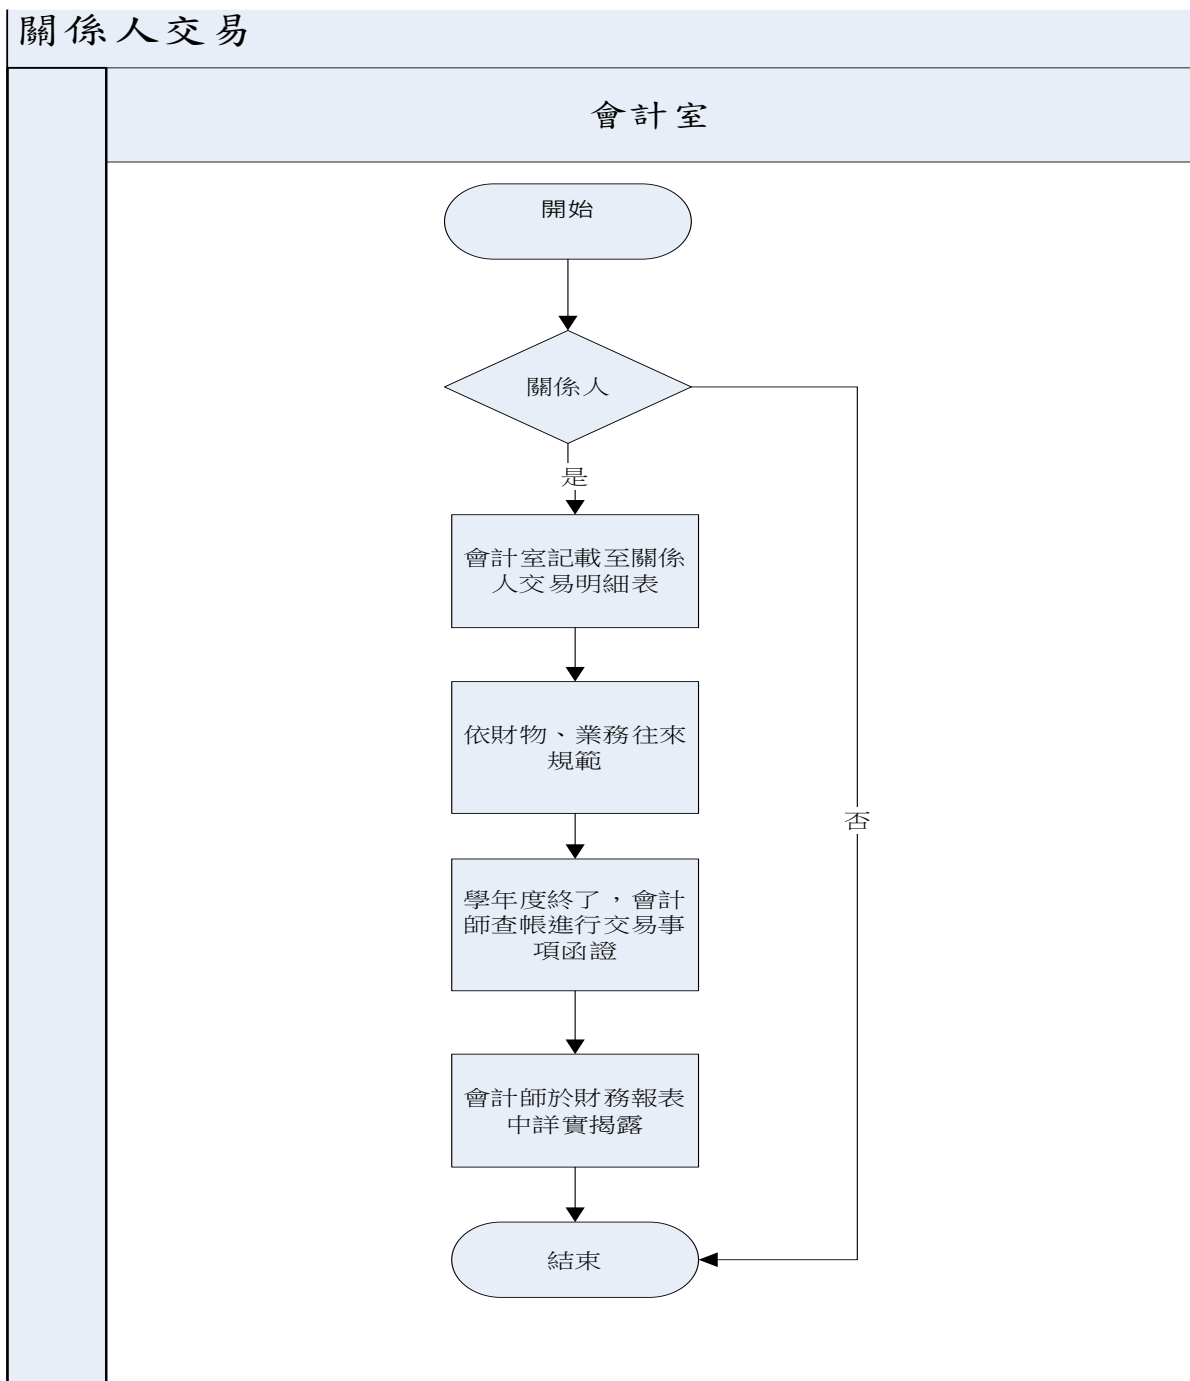 關係人交易
會計室
開始
關係人
是
會計室記載至關係
人交易明細表
依財物、業務往來
規範
否
學年度終了，會計
師查帳進行交易事
項函證
會計師於財務報表
中詳實揭露
結束